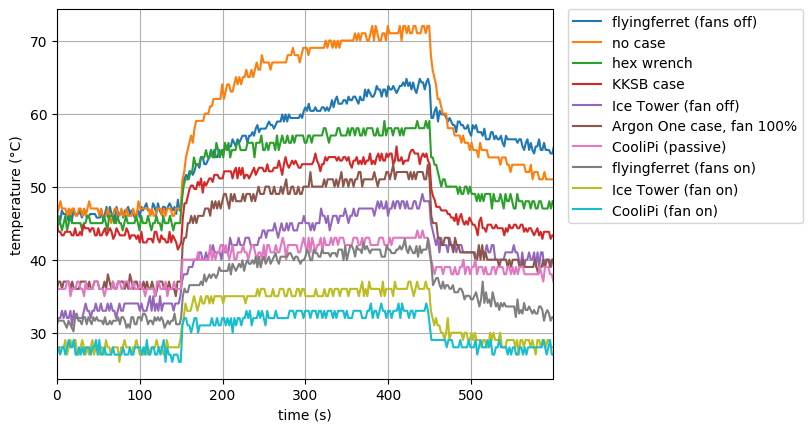 temperature (°C)
70
60
50
40
30
0
100
200
300
400
500
time (s)
flyingferret (fans off)
no case
hex wrench
KKSB case
Ice Tower (fan off)
Argon One case, fan 100%
CooliPi (passive)
flyingferret (fans on)
Ice Tower (fan on)
CooliPi (fan on)